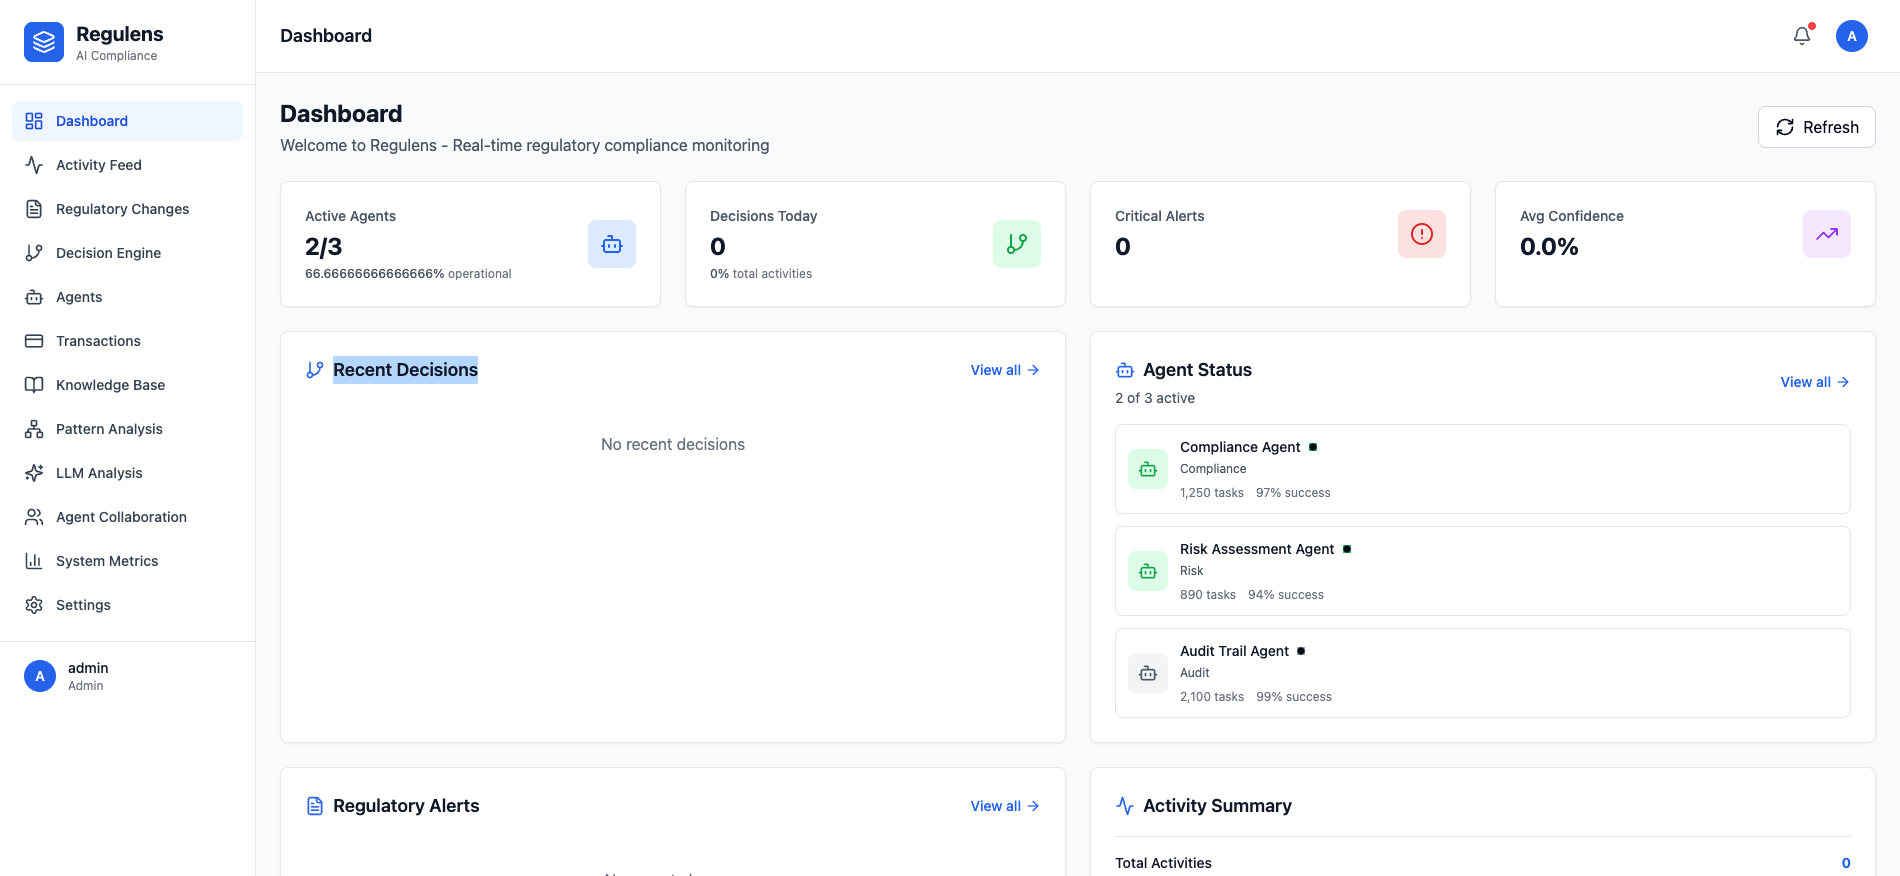 Regulens
AI Compliance
Dashboard
Activity Feed
Regulatory Changes
Decision Engine
Agents
Transactions
Knowledge Base
Pattern Analysis
LLM Analysis
Agent Collaboration
System Metrics
Settings
A
admin
Admin
Dashboard
A
Dashboard
Welcome to Regulens - Real-time regulatory compliance monitoring
Refresh
Active Agents
2/3
66.66666666666666% operational
Decisions Today
0
0% total activities
Critical Alerts
0
Avg Confidence
0.0%
Recent Decisions
View all
No recent decisions
Agent Status
2 of 3 active
View all
Compliance Agent
Compliance
1,250 tasks 97% success
Risk Assessment Agent
Risk
890 tasks 94% success
Audit Trail Agent
Audit
2,100 tasks 99% success
Regulatory Alerts
View all
Activity Summary
Total Activities 0